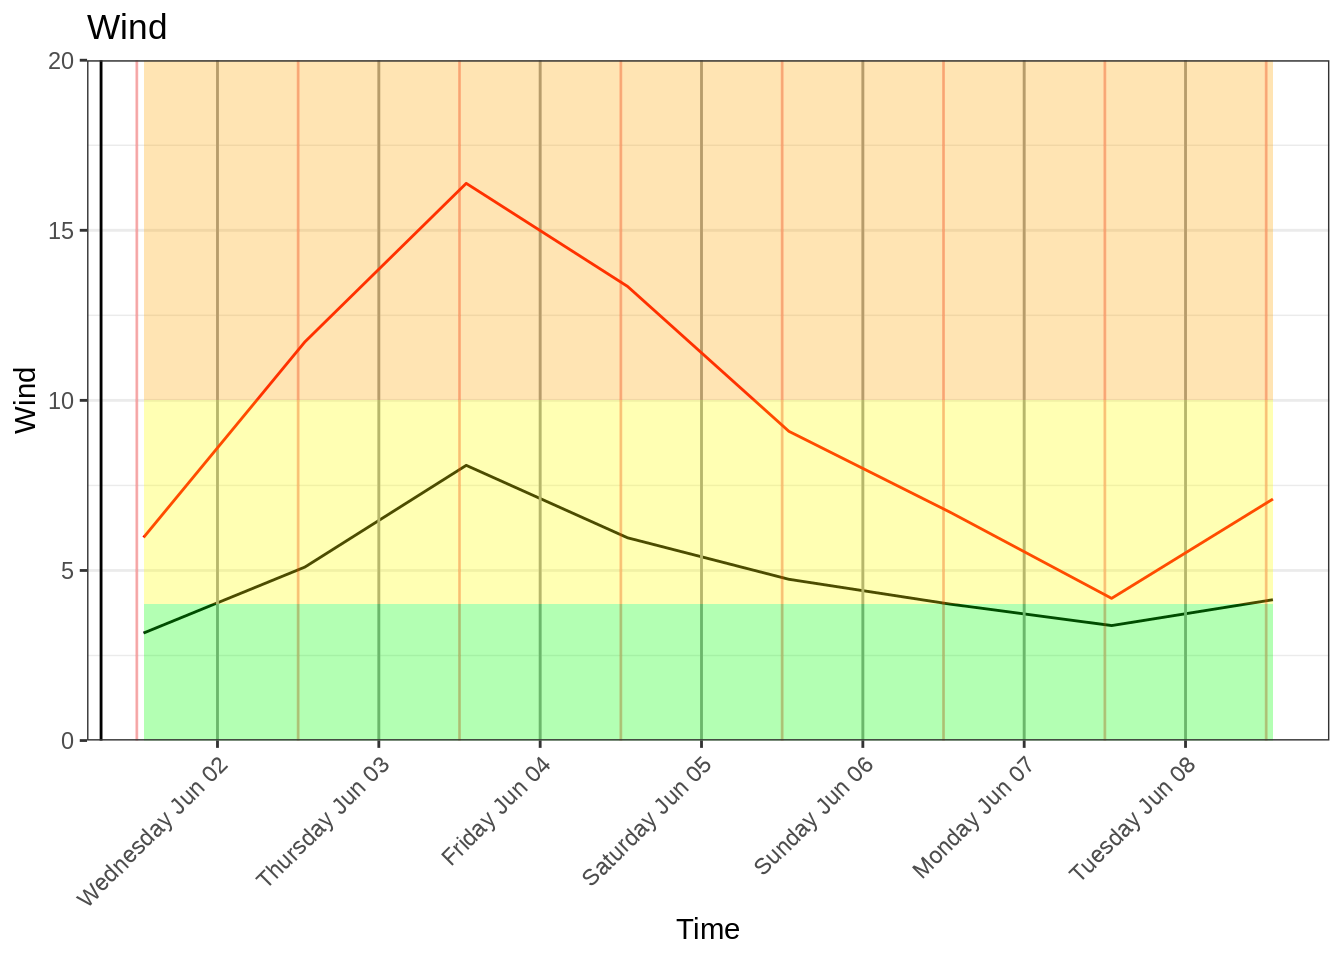 Wind
20
15
10
5
0
Wind
Wednesday Jun 02
Thursday Jun 03
Friday Jun 04
Saturday Jun 05
Sunday Jun 06
Monday Jun 07
Tuesday Jun 08
Time